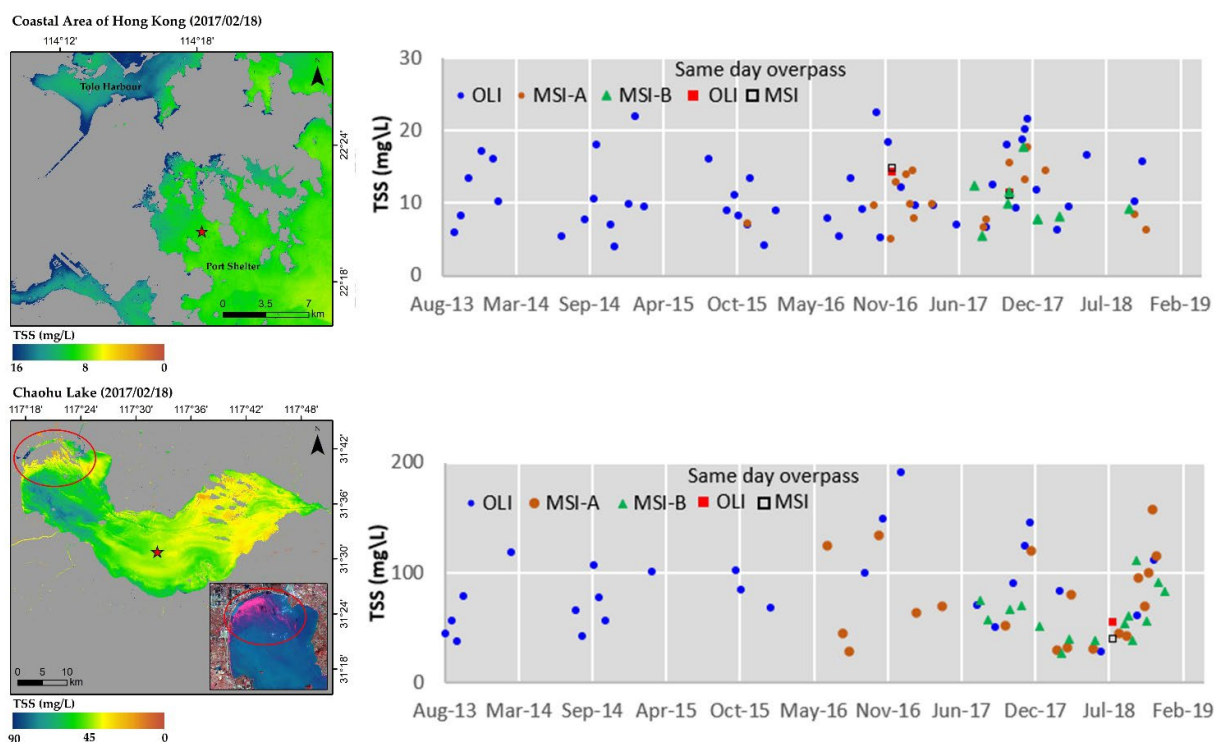 Coastal Area of Hong Kong (2017/02/18)
114°12' 114°18'
Tolo Harbour
N
22°24'
Port Shelter
22°18'
0 3.5 7
km
TSS (mg/L)
16 8 0
30
20
10
0
TSS (mg\L)
Same day overpass
OLI MSI-A MSI-B OLI MSI
Aug-13 Mar-14 Sep-14 Apr-15 Oct-15 May-16 Nov-16 Jun-17 Dec-17 Jul-18 Feb-19
Chaohu Lake (2017/02/18)
117°18' 117°24' 117°30' 117°36' 117°42' 117°48'
N
31°42'
31°36'
31°30'
31°24'
31°18'
0 5 10
km
TSS (mg/L)
90 45 0
200
100
0
TSS (mg\L)
Same day overpass
OLI MSI-A MSI-B OLI MSI
Aug-13 Mar-14 Sep-14 Apr-15 Oct-15 May-16 Nov-16 Jun-17 Dec-17 Jul-18 Feb-19